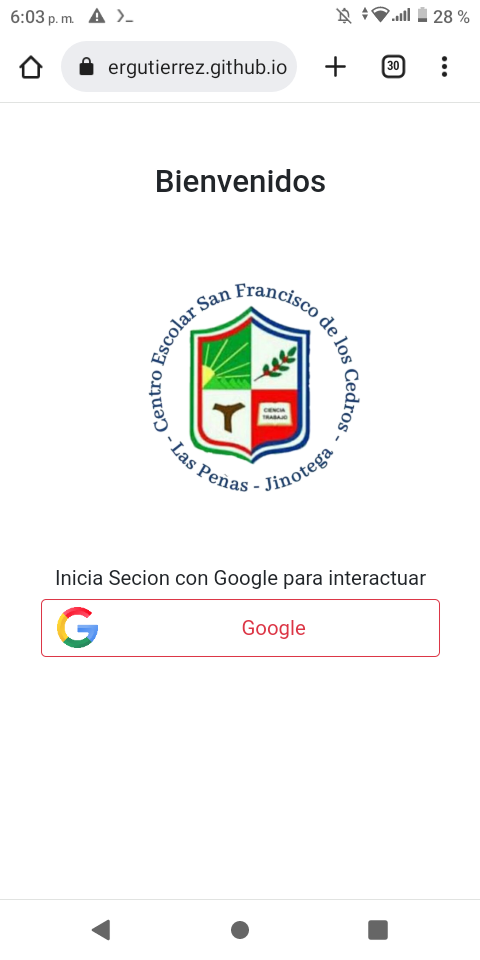 6:03 p. m.
28 %
ergutierrez.github.io
30
Bienvenidos
Centro Escolar San Francisco de los Cedros
- Las Peñas - Jinotega -
CIENCIA
TRABAJO
Inicia Secion con Google para interactuar
Google